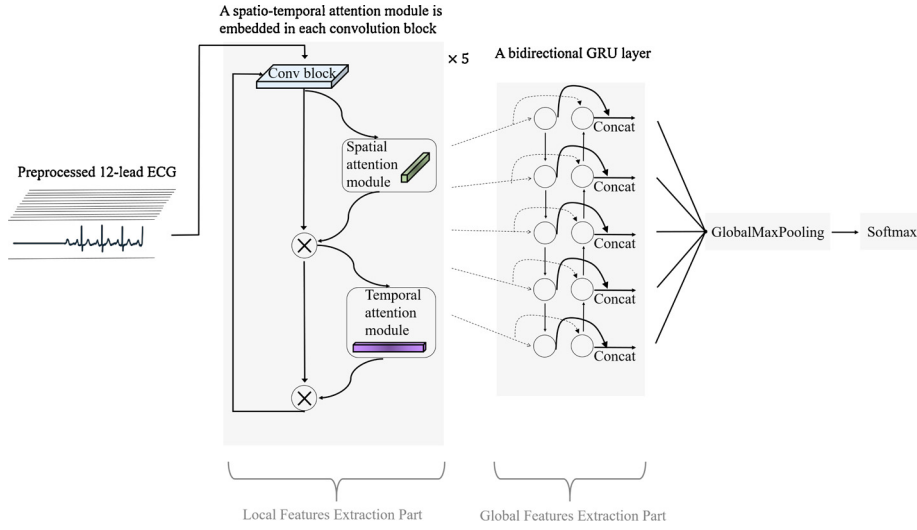 A spatio-temporal attention module is
embedded in each convolution block
× 5
A bidirectional GRU layer
Conv block
Concat
Spatial
attention
module
Preprocessed 12-lead ECG
Concat
Concat
GlobalMaxPooling
Softmax
Temporal
attention
module
Concat
Concat
Local Features Extraction Part
Global Features Extraction Part